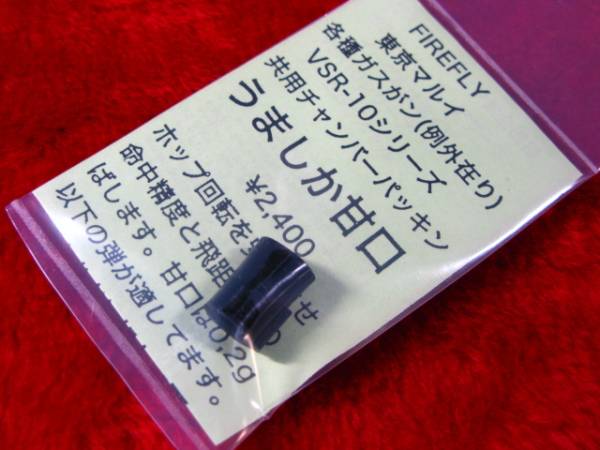 FIREFLY
東京マルイ
各種ガスガン(例外在り)
VSR-10シリーズ
共用チャンバーパッキン
うましか甘口
¥2,400
ホップ回転を せ
命中精度と飛距 の
ばします。甘口は0,2g
以下の弾が適してます。